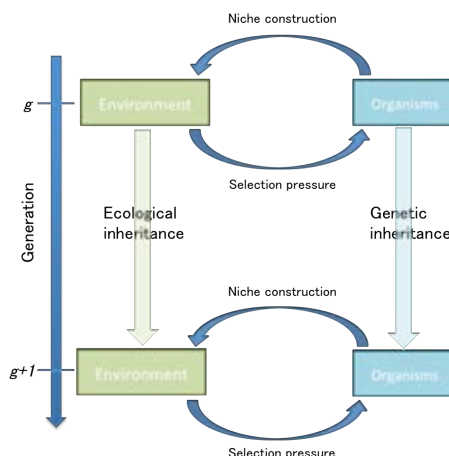 Niche construction
g
Environment
Organisms
Selection pressure
Generation
Ecological
inheritance
Genetic
inheritance
Niche construction
g+1
Environment
Organisms
Selection pressure